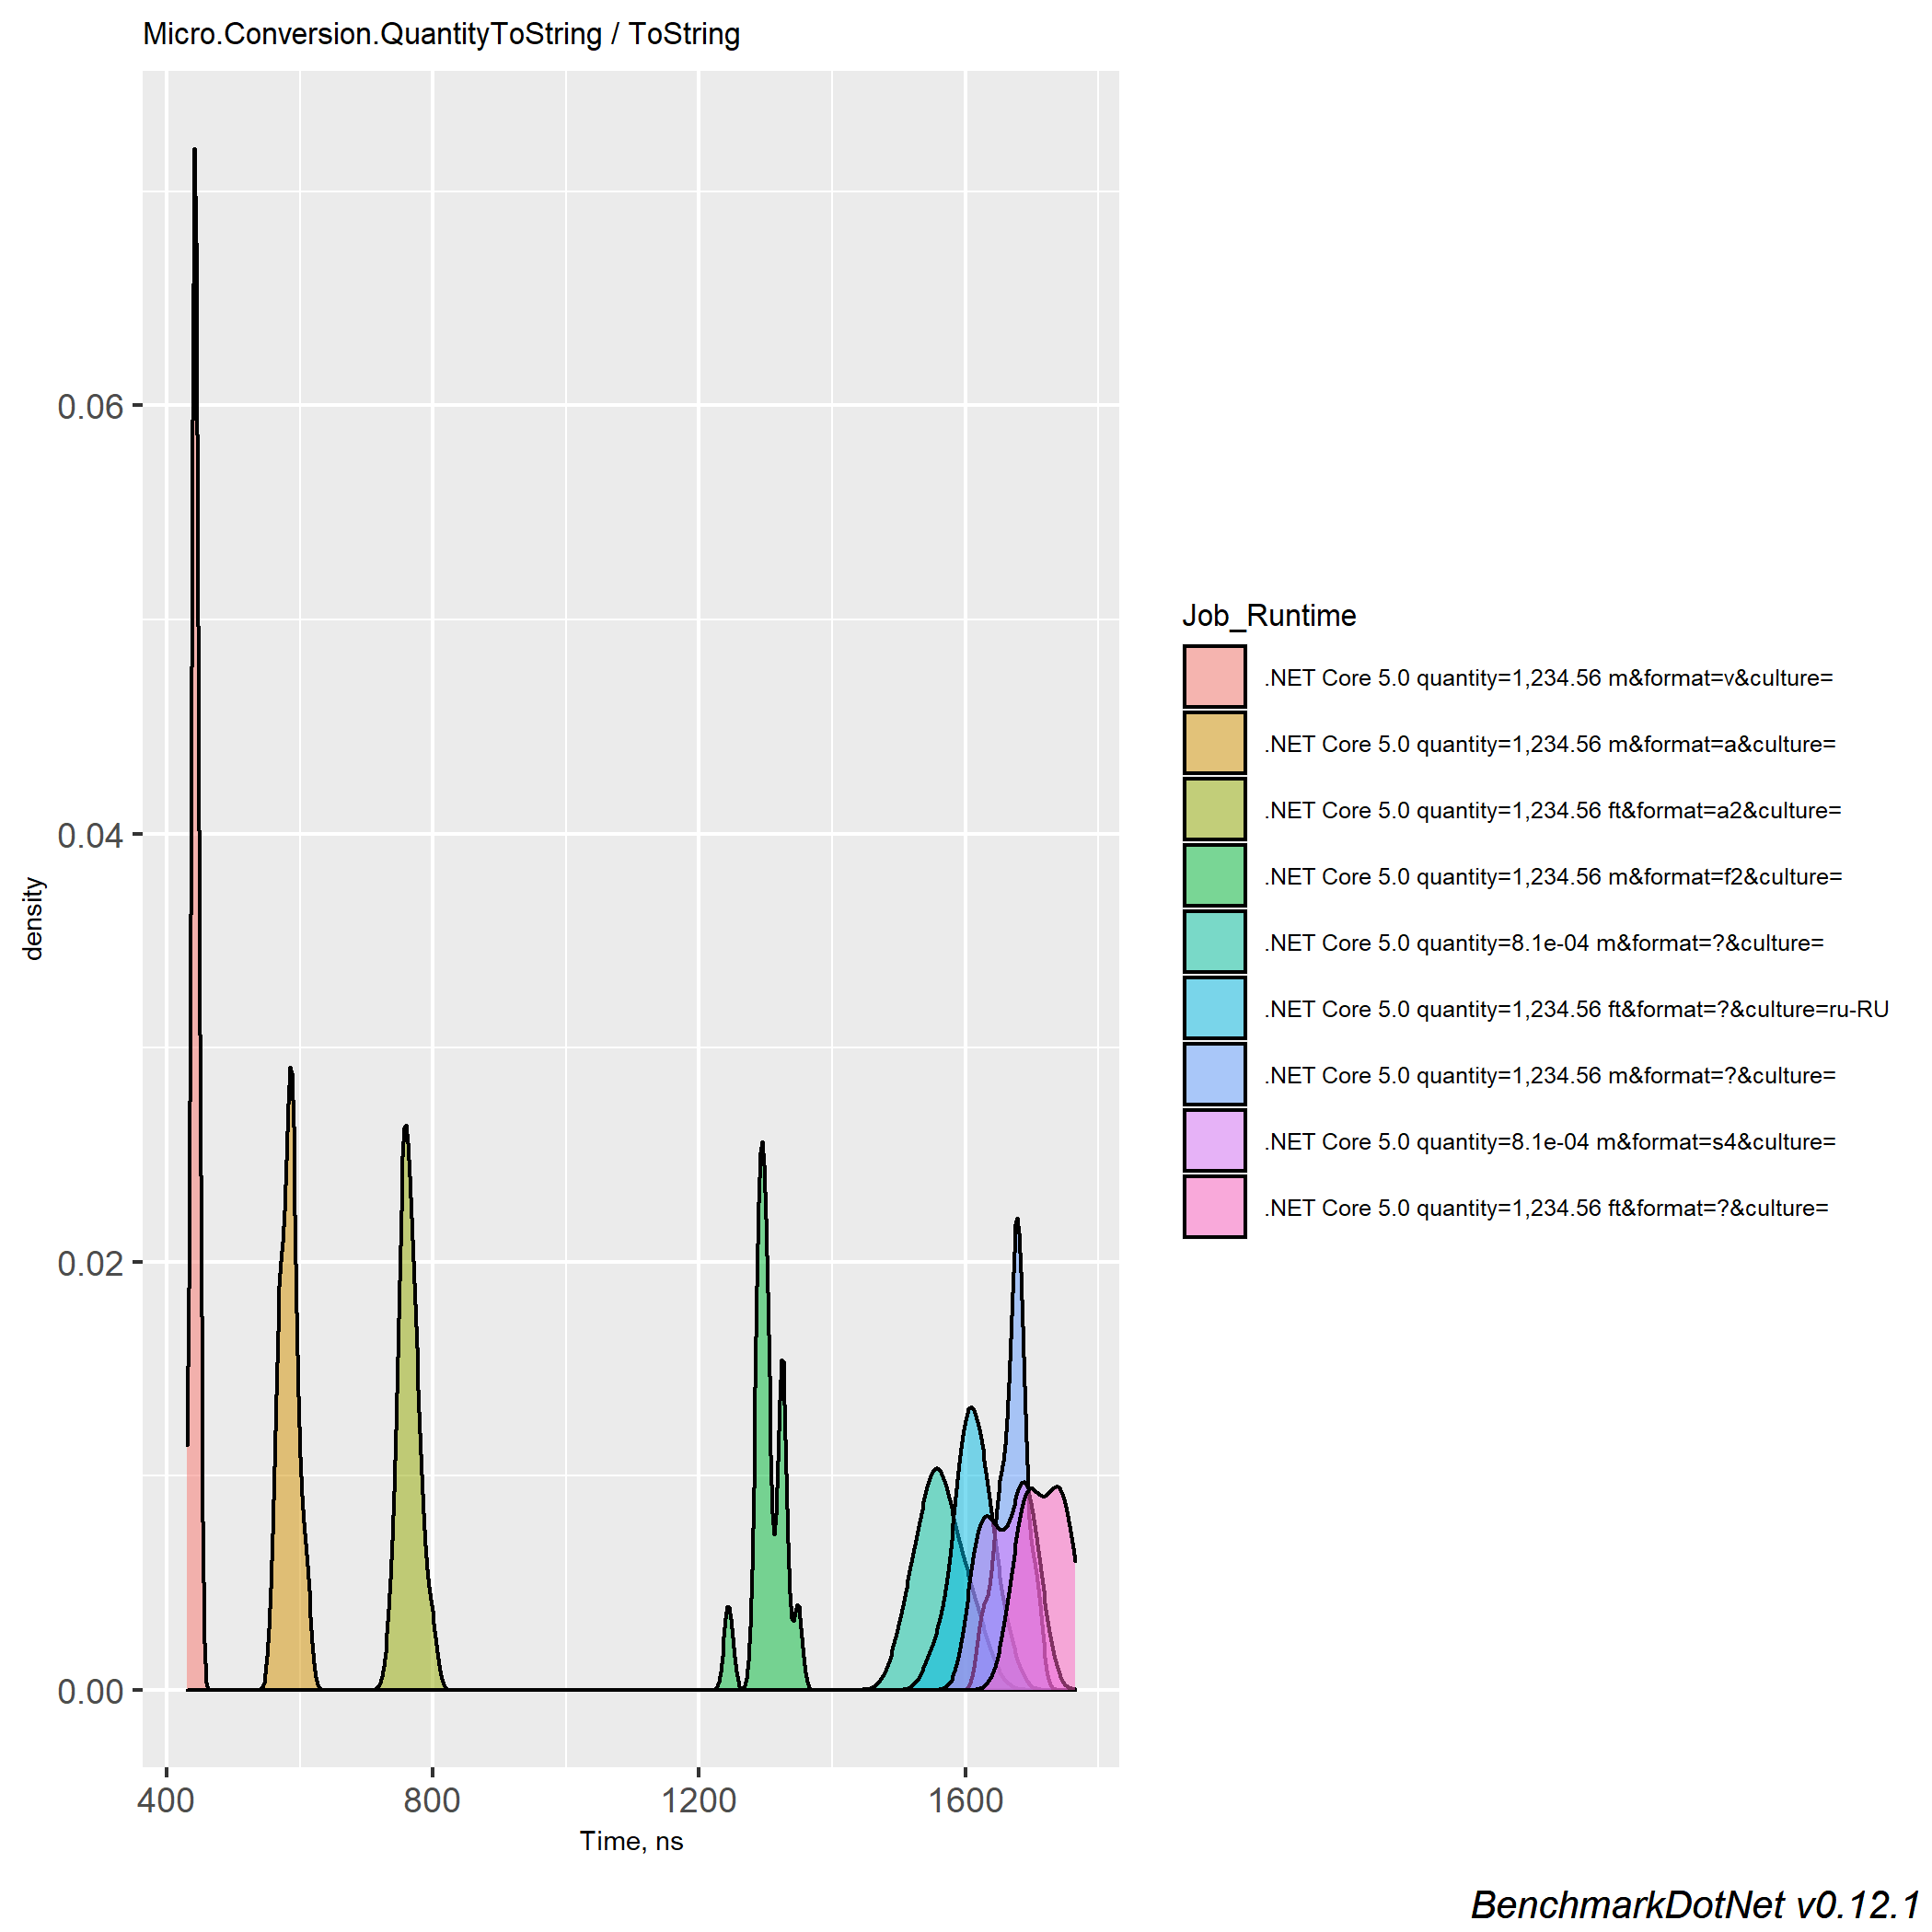 Micro.Conversion.QuantityToString / ToString
0.06
0.04
0.02
0.00
density
400 800 1200 1600
Time, ns
Job_Runtime
.NET Core 5.0 quantity=1,234.56 m&format=v&culture=
.NET Core 5.0 quantity=1,234.56 m&format=a&culture=
.NET Core 5.0 quantity=1,234.56 ft&format=a2&culture=
.NET Core 5.0 quantity=1,234.56 m&format=f2&culture=
.NET Core 5.0 quantity=8.1e-04 m&format=?&culture=
.NET Core 5.0 quantity=1,234.56 ft&format=?&culture=ru-RU
.NET Core 5.0 quantity=1,234.56 m&format=?&culture=
.NET Core 5.0 quantity=8.1e-04 m&format=s4&culture=
.NET Core 5.0 quantity=1,234.56 ft&format=?&culture=
BenchmarkDotNet v0.12.1